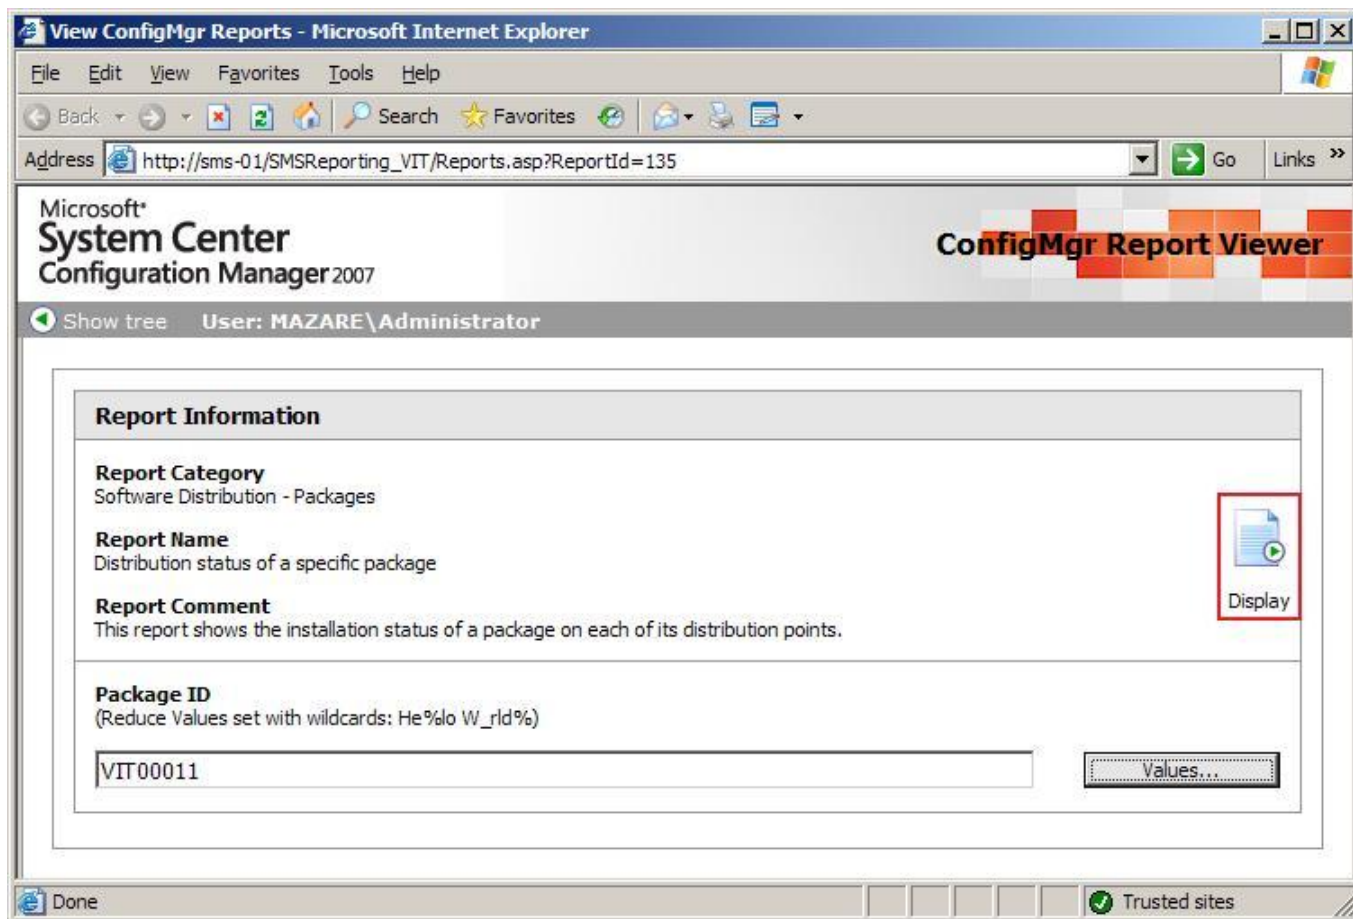 View ConfigMgr Reports - Microsoft Internet Explorer
File Edit View Favorites Tools Help
Back Search Favorites
Address http://sms-01/SMSReporting_VIT/Reports.asp?ReportId=135 Go Links »
Microsoft
System Center
Configuration Manager 2007
ConfigMgr Report Viewer
Show tree User: MAZARE\Administrator
Report Information
Report Category
Software Distribution - Packages
Report Name
Distribution status of a specific package
Report Comment
This report shows the installation status of a package on each of its distribution points.
Display
Package ID
(Reduce Values set with wildcards: He%lo W_rld%)
VIT00011 Values...
Done Trusted sites